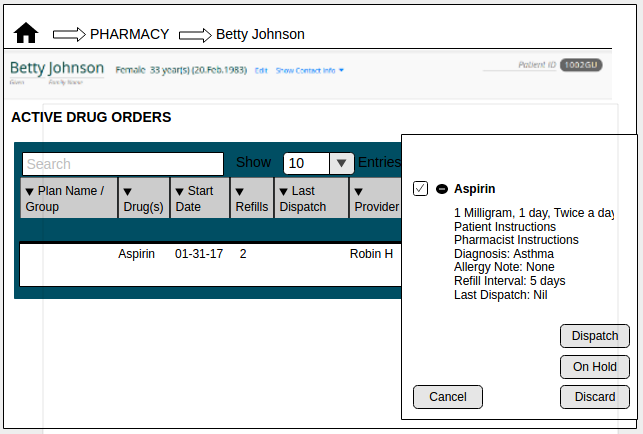 PHARMACY Betty Johnson
Betty Johnson Female 33 year(s) (20.Feb.1983) Edit Show Contact Info Patient ID 1002GU
Given Family Name
ACTIVE DRUG ORDERS
Search Show 10 Entries
Plan Name / Group Drug(s) Start Date Refills Last Dispatch Provider
Aspirin 01-31-17 2 Robin H
Aspirin
1 Milligram, 1 day, Twice a day
Patient Instructions
Pharmacist Instructions
Diagnosis: Asthma
Allergy Note: None
Refill Interval: 5 days
Last Dispatch: Nil
Dispatch
On Hold
Cancel Discard